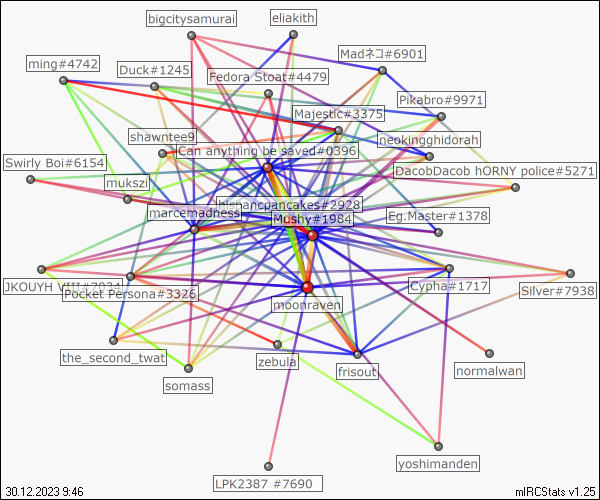 bigcitysamurai
eliakith
Madネコ#6901
ming#4742
Duck#1245
Fedora Stoat#4479
Pikabro#9971
Majestic#3375
shawntee9
neokingghidorah
Can anything be saved#0396
Swirly Boi#6154
DacobDacob hORNY police#5271
mukszi
hispancpancakes#2928
marcemadness
Mushy#1984
Eg.Master#1378
JKOUYH VIII#7034
Pocket Persona#3326
Cypha#1717
Silver#7938
moonraven
the_second_twat
zebula
frisout
normalwan
somass
yoshimanden
LPK2387 #7690
30.12.2023 9:46
mIRCStats v1.25